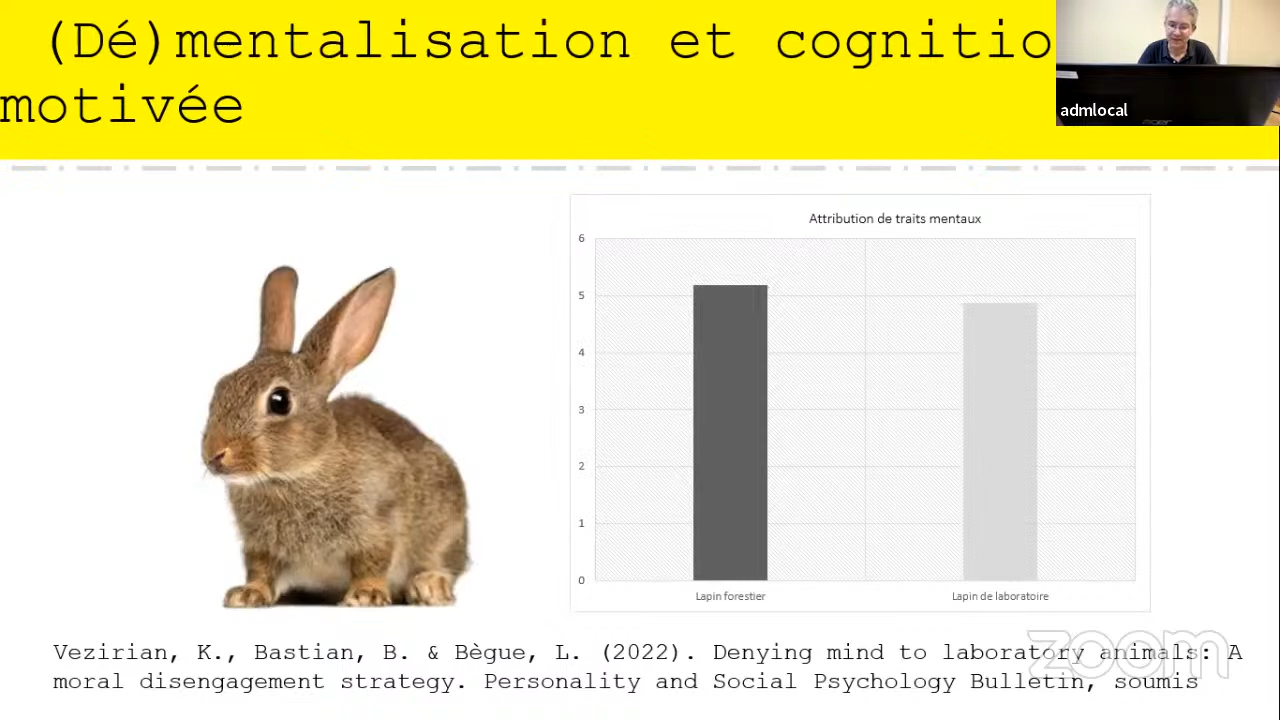 (Dé)mentalisation et cognitio
motivée
admlocal
acer
Attribution de traits mentaux
6
5
4
3
2
1
0
Lapin forestier
Lapin de laboratoire
Vezirian, K., Bastian, B. & Bègue, L. (2022). Denying mind to laboratory animals: A
moral disengagement strategy. Personality and Social Psychology Bulletin, soumis
zoom